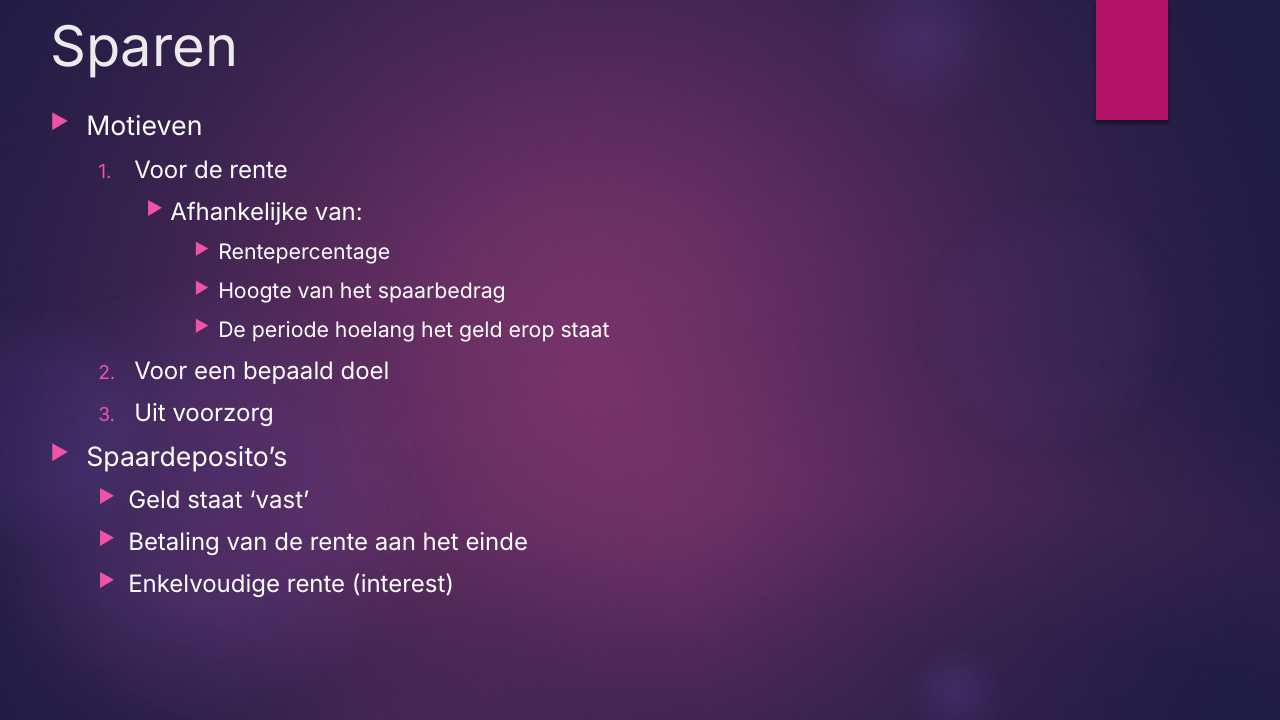 Sparen
Motieven
1. Voor de rente
Afhankelijke van:
Rentepercentage
Hoogte van het spaarbedrag
De periode hoelang het geld erop staat
2. Voor een bepaald doel
3. Uit voorzorg
Spaardeposito’s
Geld staat ‘vast’
Betaling van de rente aan het einde
Enkelvoudige rente (interest)